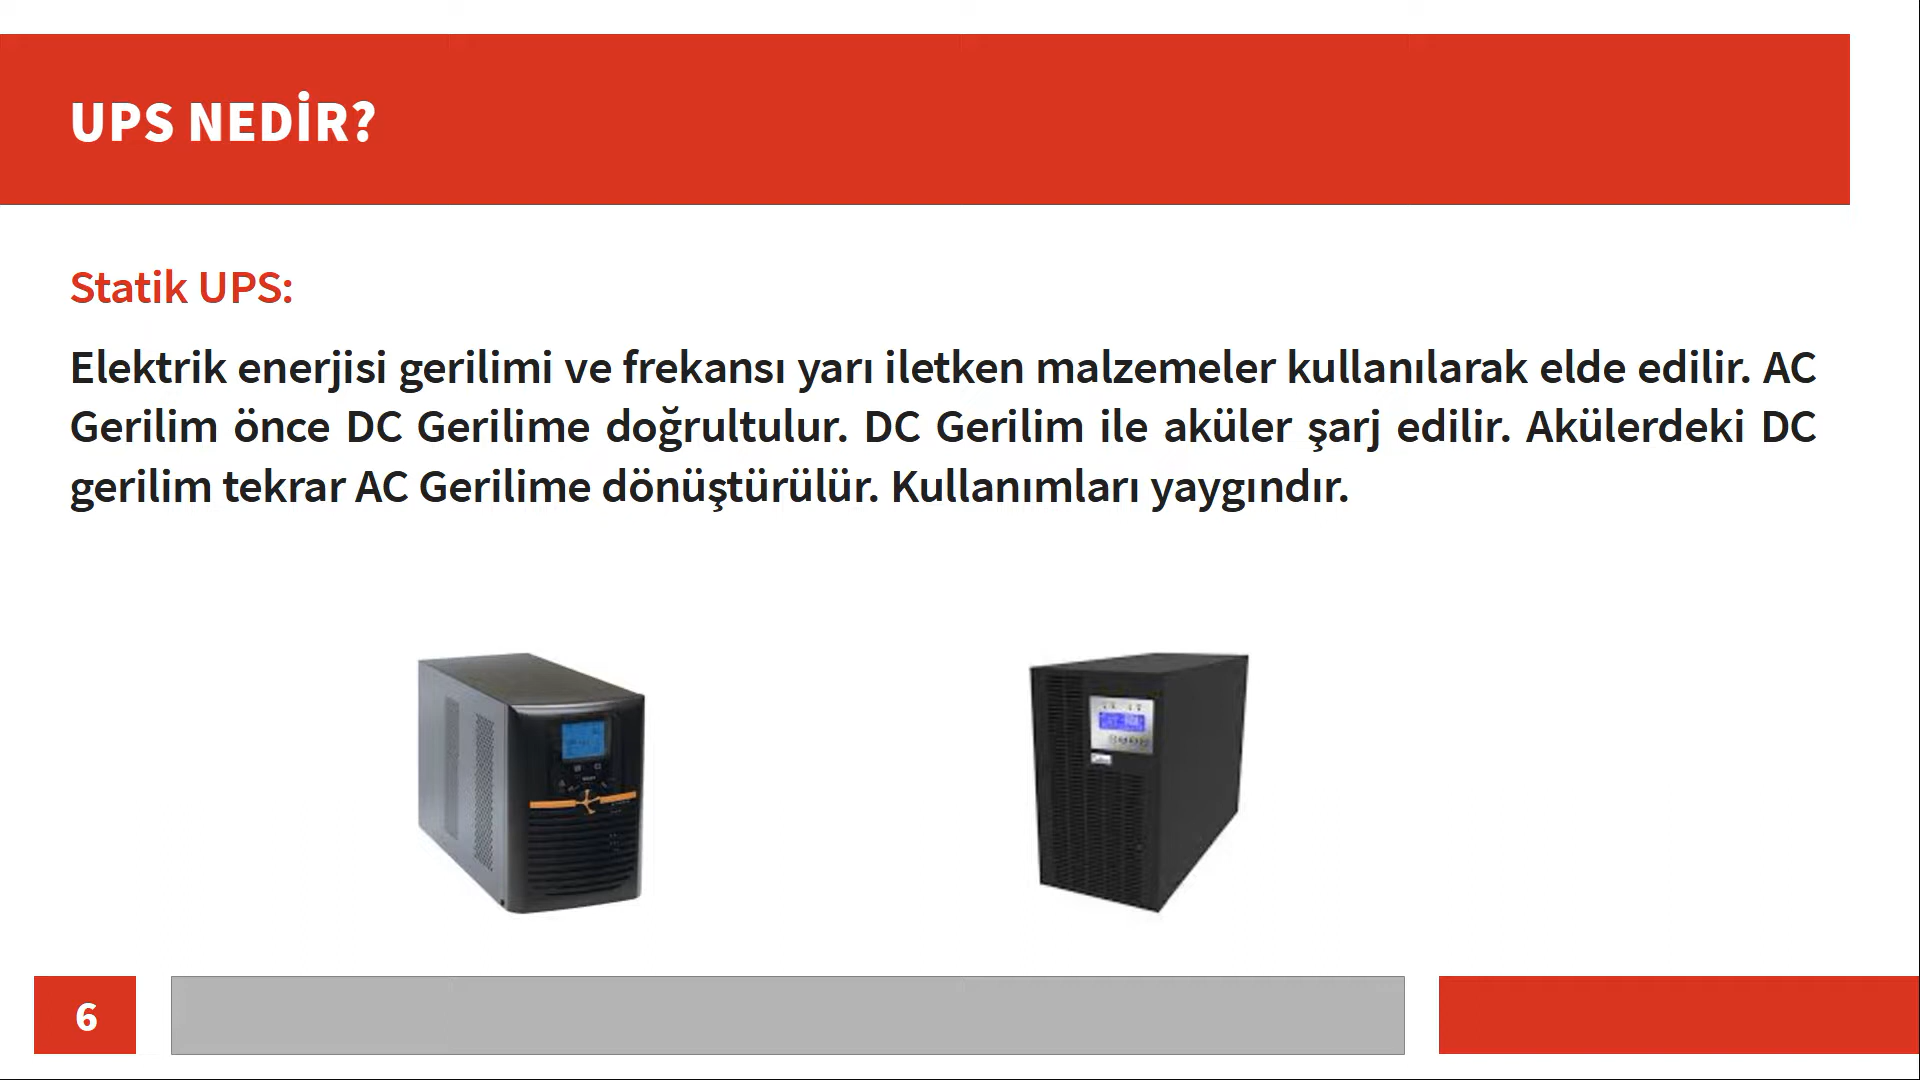 UPS NEDİR?
Statik UPS:
Elektrik enerjisi gerilimi ve frekansı yarı iletken malzemeler kullanılarak elde edilir. AC
Gerilim önce DC Gerilime doğrultulur. DC Gerilim ile aküler şarj edilir. Akülerdeki DC
gerilim tekrar AC Gerilime dönüştürülür. Kullanımları yaygındır.
6